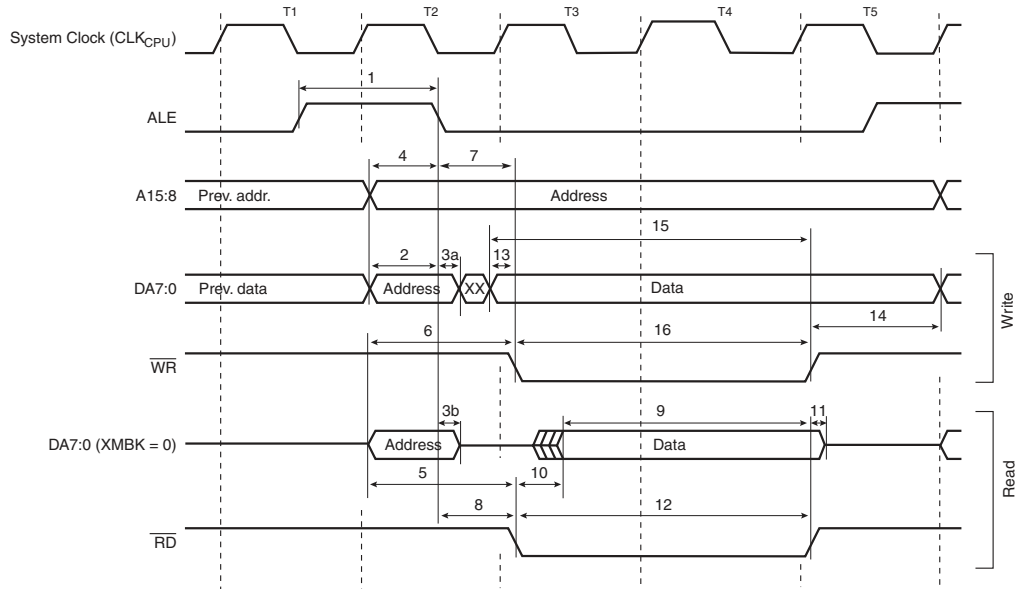 T1 T2 T3 T4 T5
System Clock (CLKCPU)
1
ALE
4 7
A15:8 Prev. addr. Address
15
2 3a 13
DA7:0 Prev. data Address XX Data
14
6 16
WR
Write
3b 9 11
DA7:0 (XMBK = 0) Address Data
5 10
8 12
RD
Read